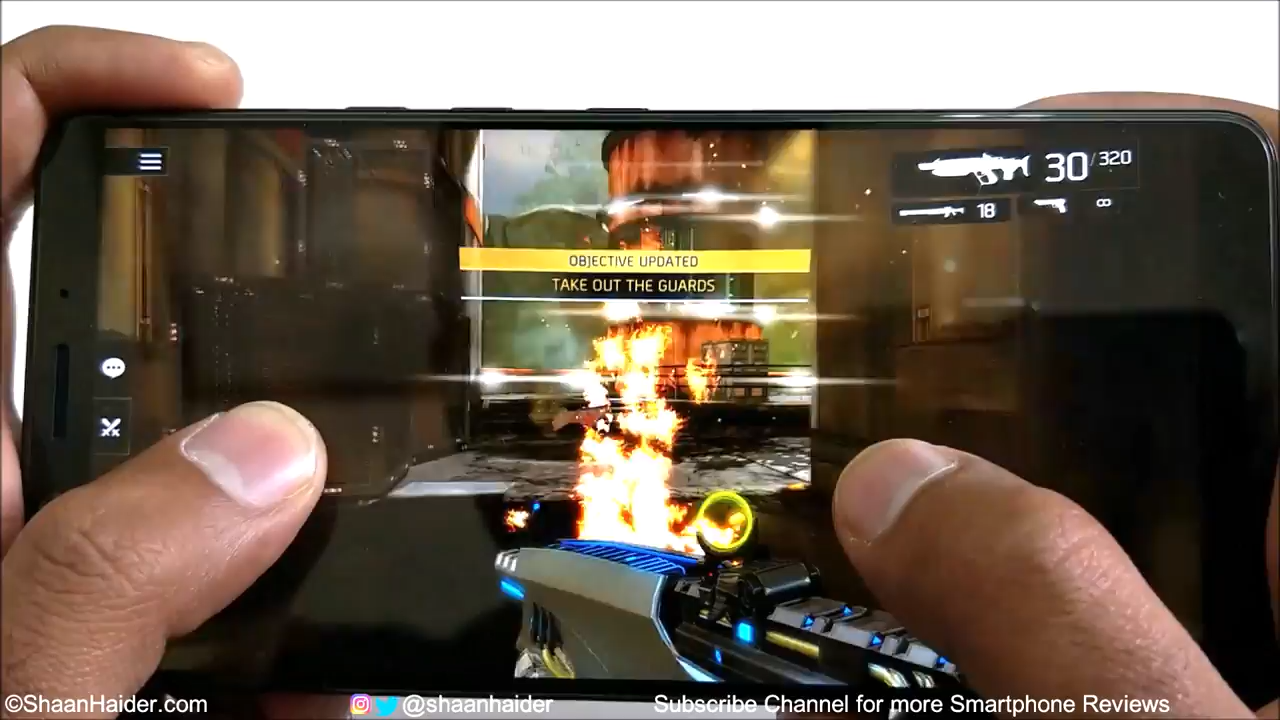 30/320
18 ∞
OBJECTIVE UPDATED
TAKE OUT THE GUARDS
©ShaanHaider.com
@shaanhaider
Subscribe Channel for more Smartphone Reviews